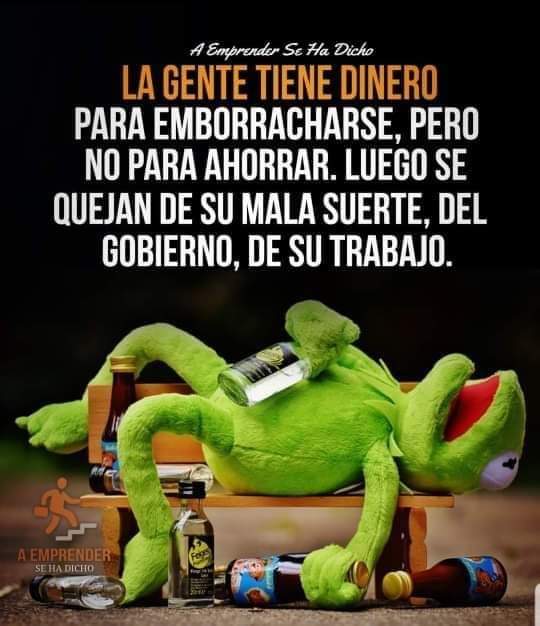 A Emprender Se Ha Dicho
LA GENTE TIENE DINERO
PARA EMBORRACHARSE, PERO
NO PARA AHORRAR. LUEGO SE
QUEJAN DE SU MALA SUERTE, DEL
GOBIERNO, DE SU TRABAJO.
A EMPRENDER
SE HA DICHO